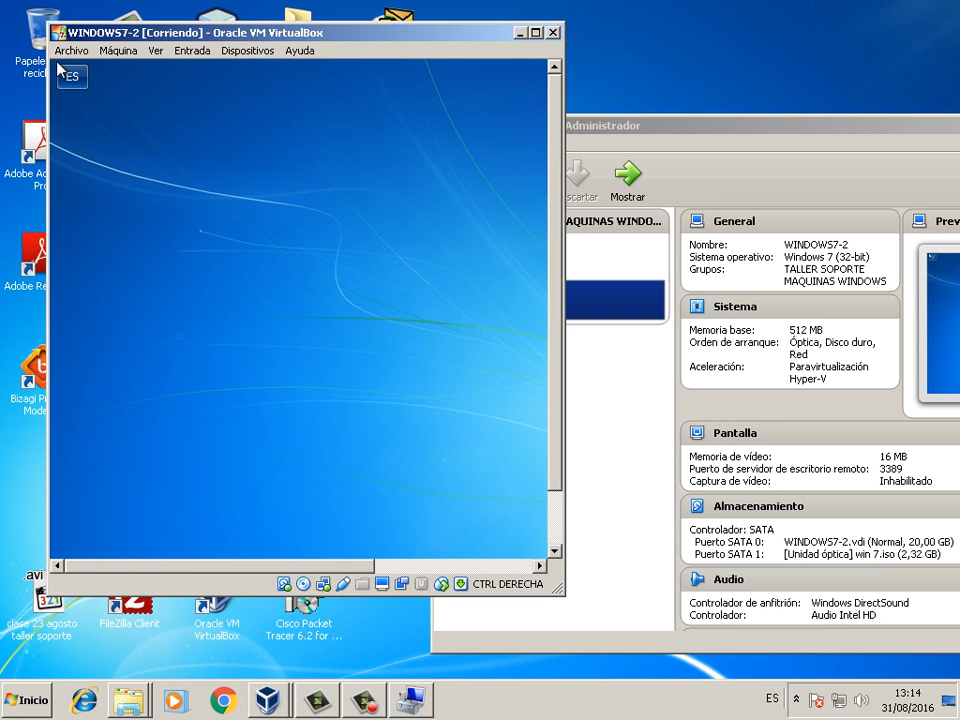 WINDOWS7-2 [Corriendo] - Oracle VM VirtualBox
Archivo Máquina Ver Entrada Dispositivos Ayuda
ES
CTRL DERECHA
Administrador
Mostrar
AQUINAS WINDO...
General
Nombre: WINDOWS7-2
Sistema operativo: Windows 7 (32-bit)
Grupos: TALLER SOPORTE
MAQUINAS WINDOWS
Sistema
Memoria base: 512 MB
Orden de arranque: Óptica, Disco duro,
Red
Aceleración: Paravirtualización
Hyper-V
Prev
Pantalla
Memoria de vídeo: 16 MB
Puerto de servidor de escritorio remoto: 3389
Captura de vídeo: Inhabilitado
Almacenamiento
Controlador: SATA
Puerto SATA 0: WINDOWS7-2.vdi (Normal, 20,00 GB)
Puerto SATA 1: [Unidad óptica] win 7.iso (2,32 GB)
Audio
Controlador de anfitrión: Windows DirectSound
Controlador: Audio Intel HD
Papele
recicl
Adobe A
Pro
Adobe Re
Bizagi Pr
Mode
.avi
clase 23 agosto
taller soporte
FileZilla Client
Oracle VM
VirtualBox
Cisco Packet
Tracer 6.2 for ...
Inicio
ES
13:14
31/08/2016